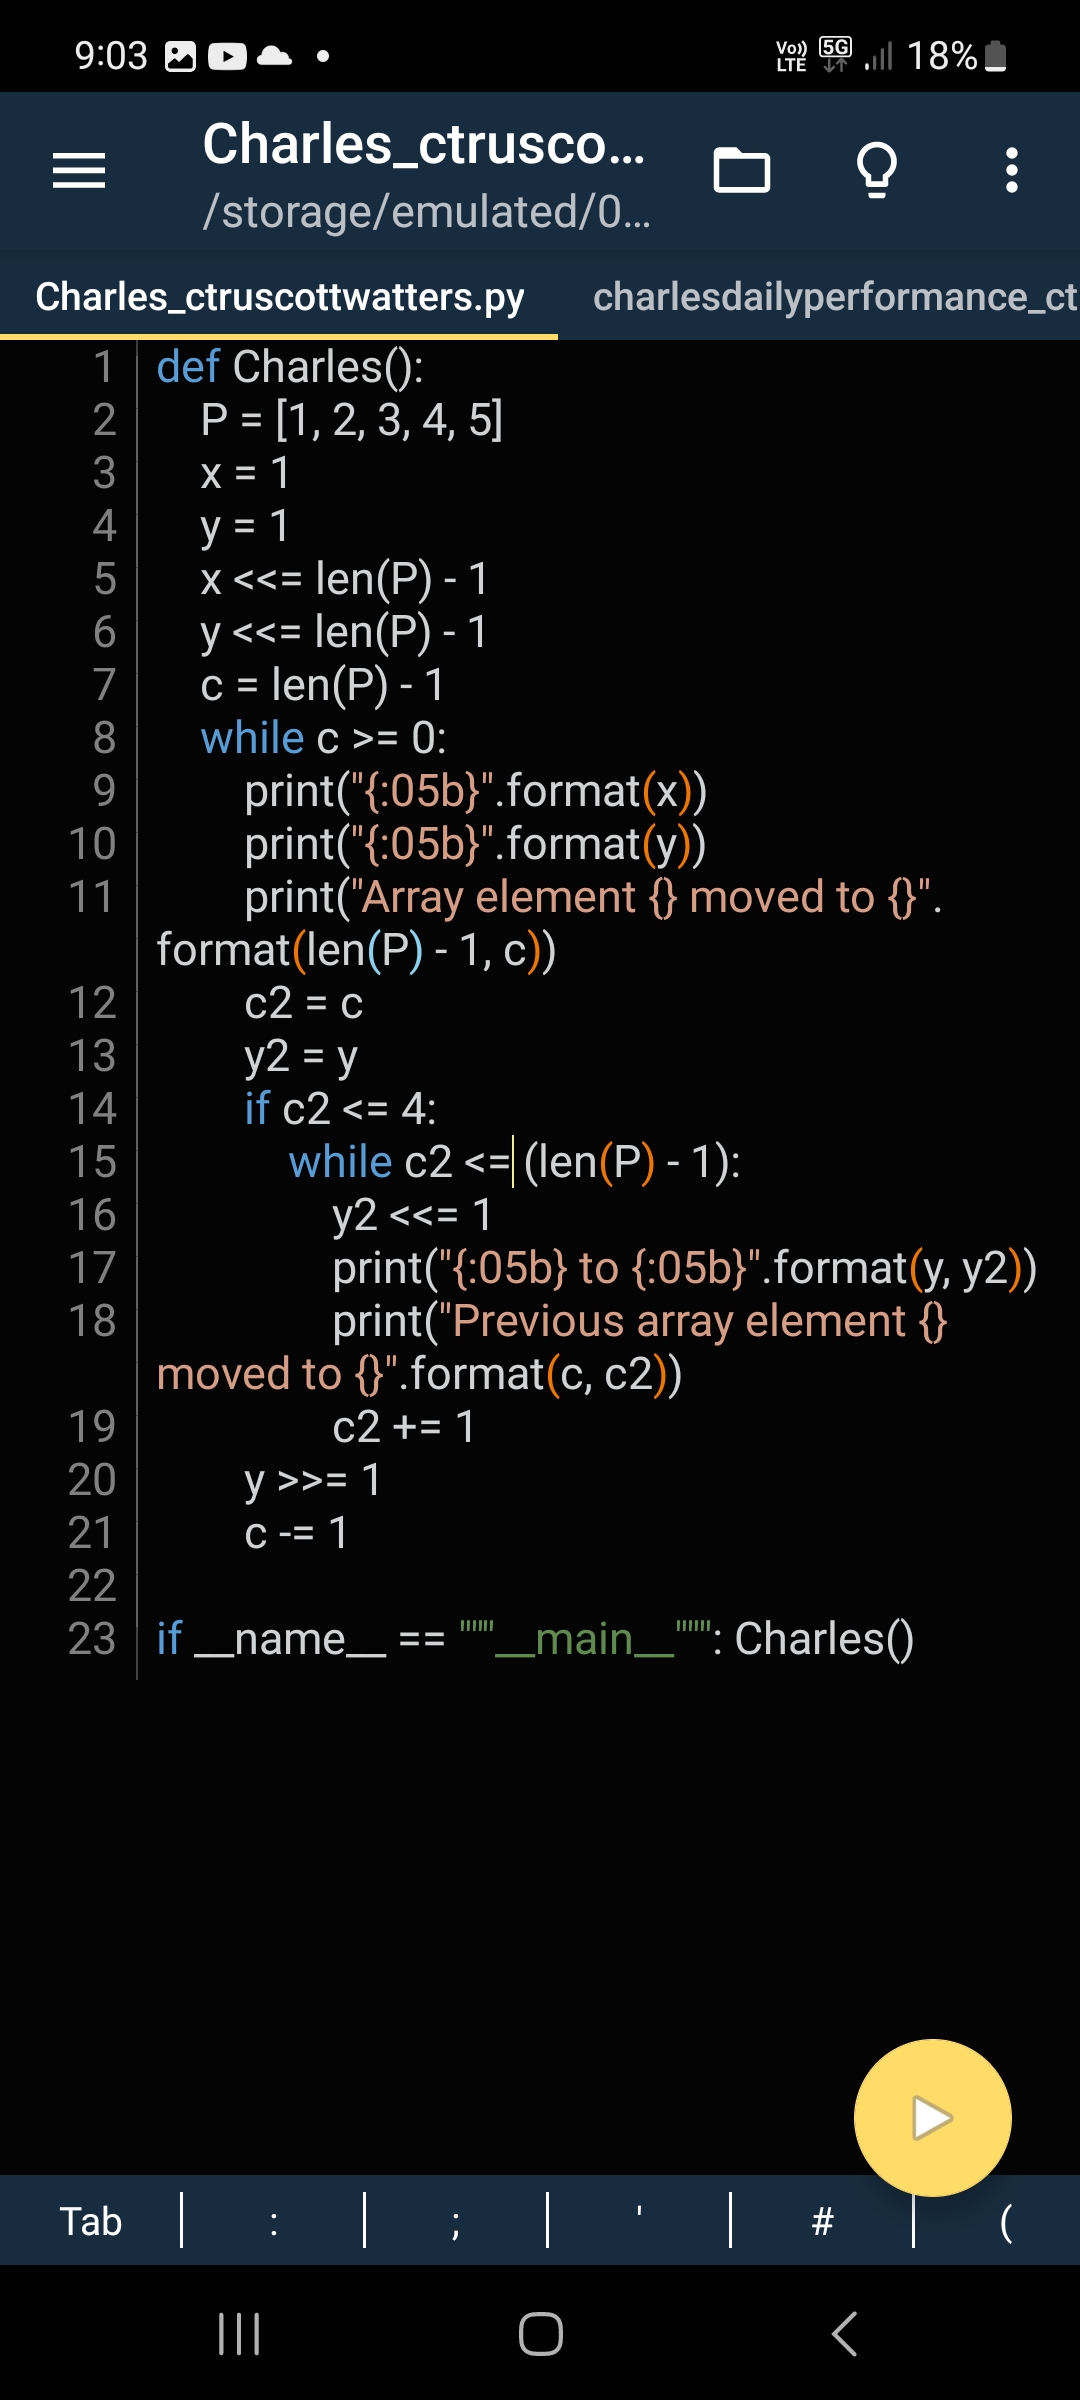 9:03
Vo)) LTE 5G 18%
Charles_ctrusco...
/storage/emulated/0...
Charles_ctruscottwatters.py charlesdailyperformance_ct
1 def Charles():
2     P = [1, 2, 3, 4, 5]
3     x = 1
4     y = 1
5     x <<= len(P) - 1
6     y <<= len(P) - 1
7     c = len(P) - 1
8     while c >= 0:
9         print("{:05b}".format(x))
10         print("{:05b}".format(y))
11         print("Array element {} moved to {}".
format(len(P) - 1, c))
12         c2 = c
13         y2 = y
14         if c2 <= 4:
15             while c2 <= (len(P) - 1):
16                 y2 <<= 1
17                 print("{:05b} to {:05b}".format(y, y2))
18                 print("Previous array element {}
moved to {}".format(c, c2))
19                 c2 += 1
20         y >>= 1
21         c -= 1
22
23 if __name__ == """__main__""": Charles()
Tab | : | ; | ' | # | (